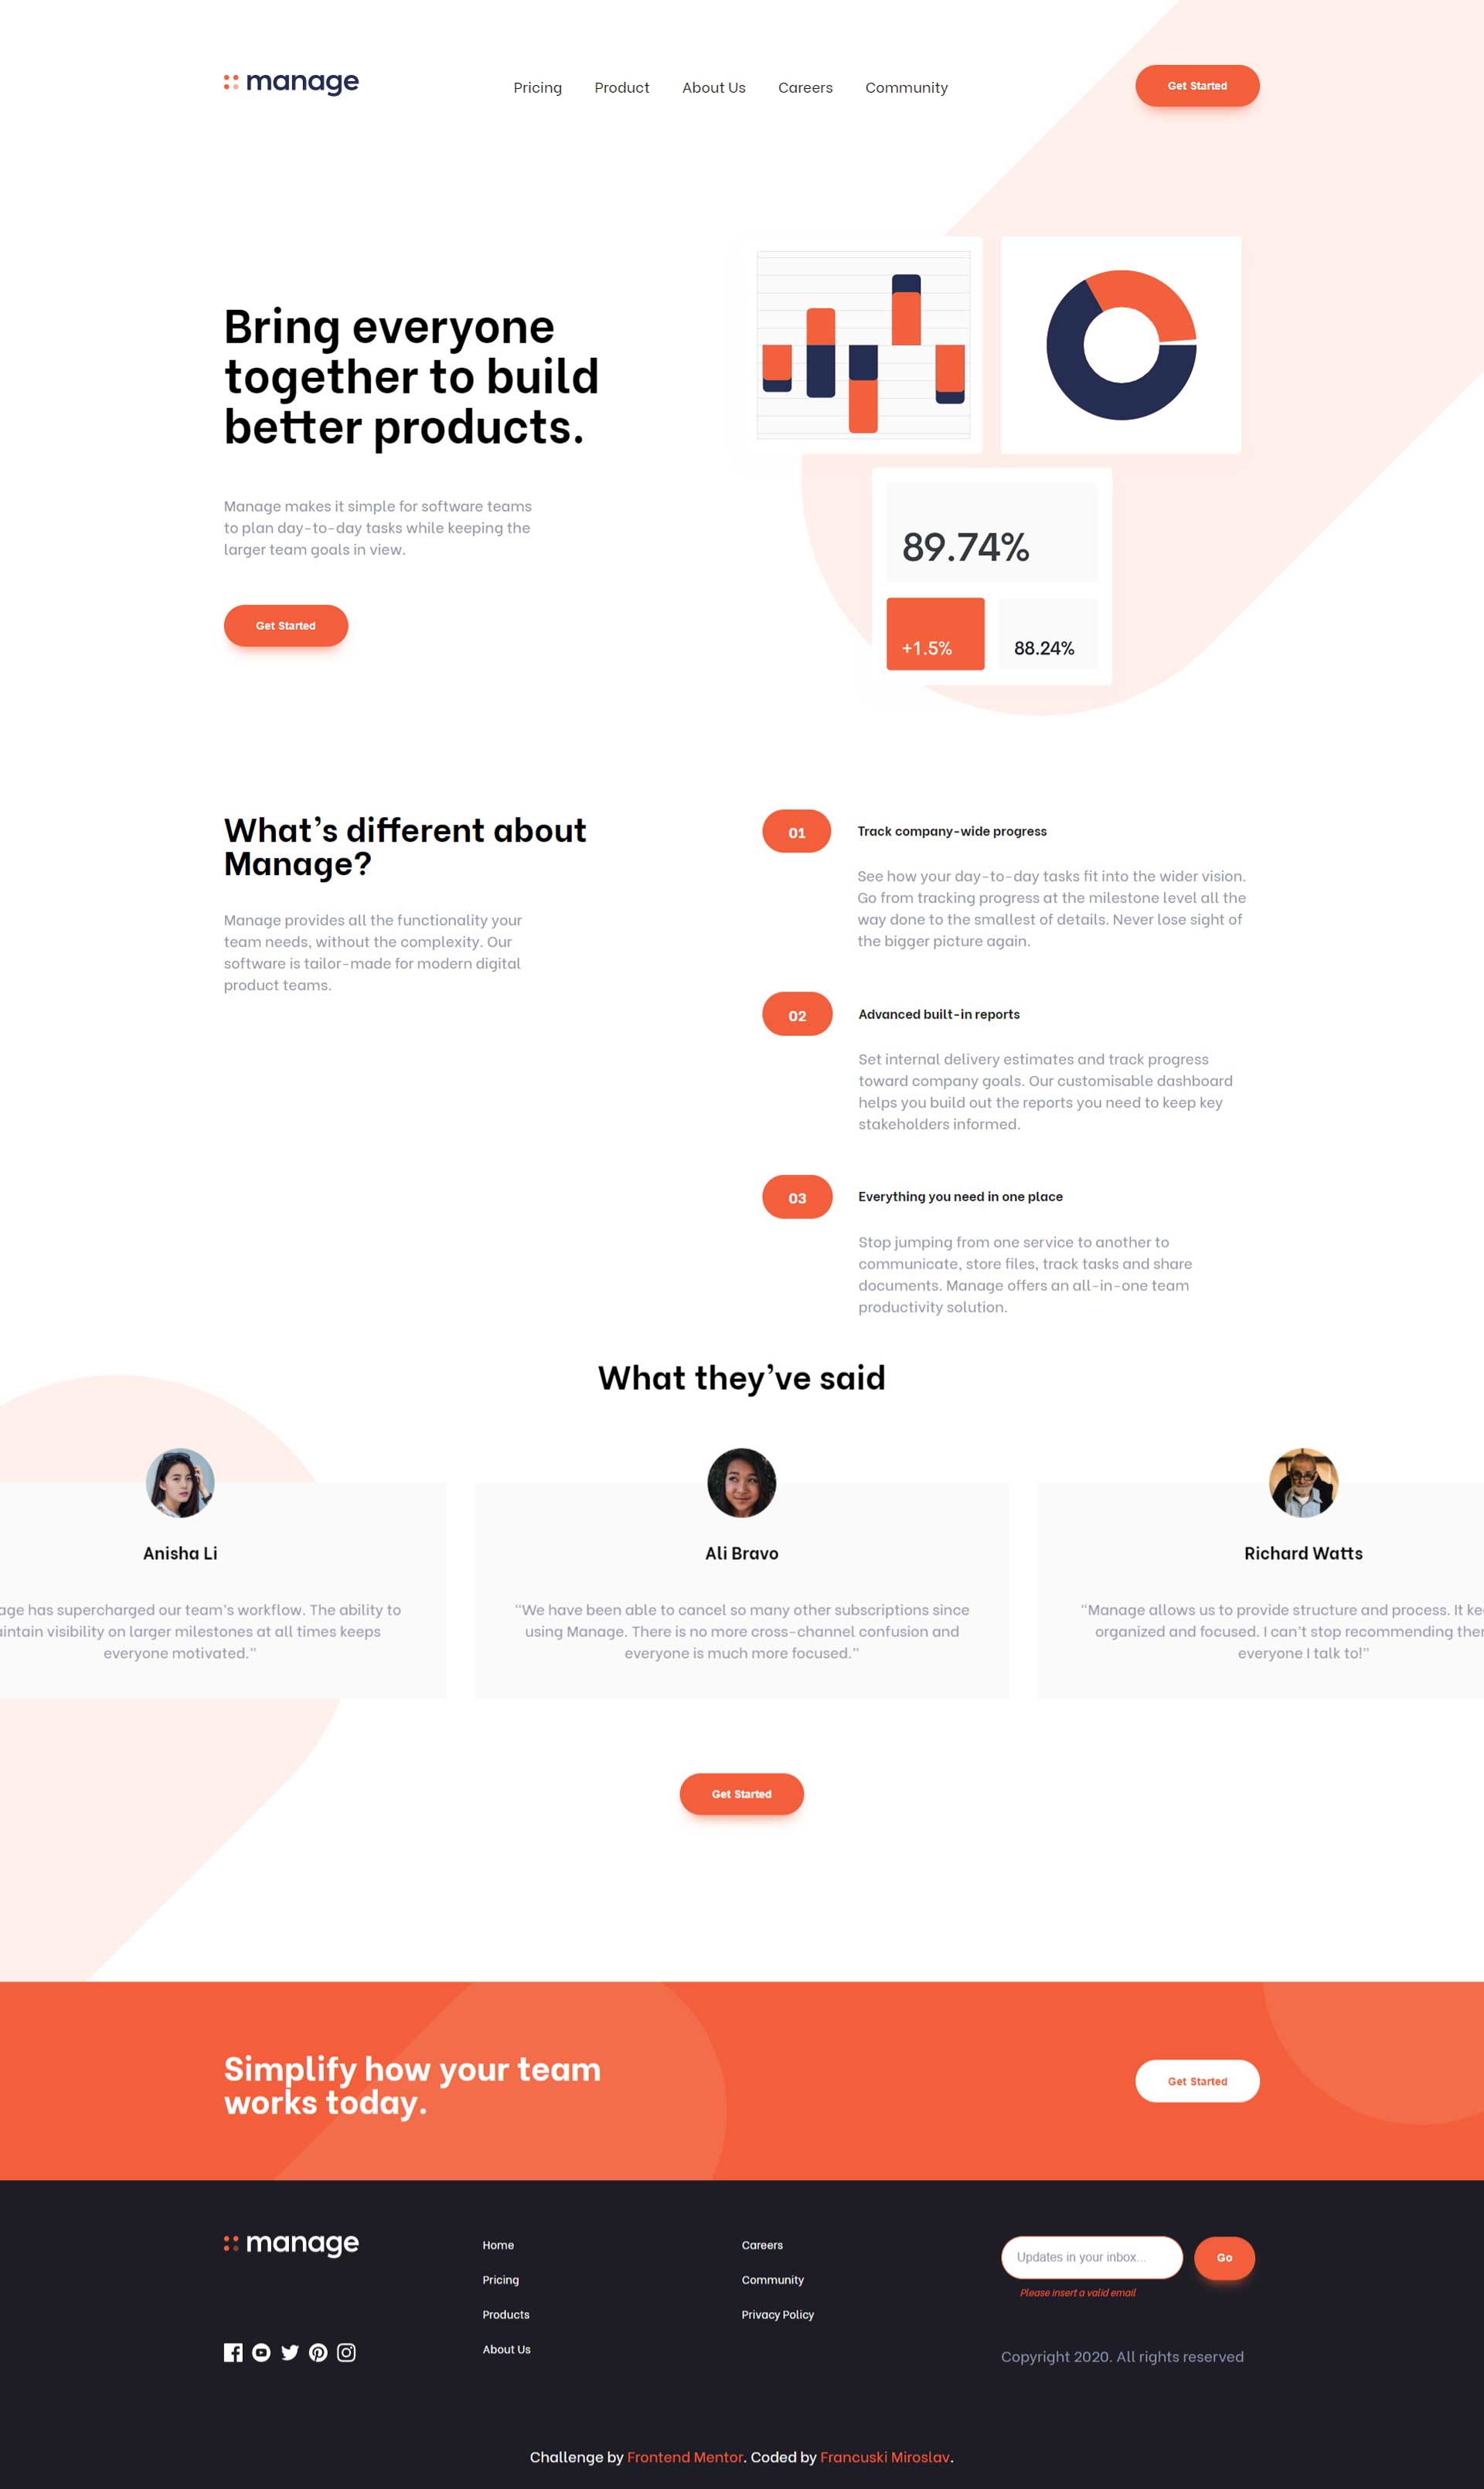 manage
Pricing
Product
About Us
Careers
Community
Get Started
Bring everyone
together to build
better products.
Manage makes it simple for software teams
to plan day-to-day tasks while keeping the
larger team goals in view.
Get Started
89.74%
+1.5%
88.24%
What's different about
Manage?
Manage provides all the functionality your
team needs, without the complexity. Our
software is tailor-made for modern digital
product teams.
01
Track company-wide progress
See how your day-to-day tasks fit into the wider vision.
Go from tracking progress at the milestone level all the
way done to the smallest of details. Never lose sight of
the bigger picture again.
02
Advanced built-in reports
Set internal delivery estimates and track progress
toward company goals. Our customisable dashboard
helps you build out the reports you need to keep key
stakeholders informed.
03
Everything you need in one place
Stop jumping from one service to another to
communicate, store files, track tasks and share
documents. Manage offers an all-in-one team
productivity solution.
What they've said
Anisha Li
has supercharged our team's workflow. The ability to
visibility on larger milestones at all times keeps
everyone motivated."
Ali Bravo
"We have been able to cancel so many other subscriptions since
using Manage. There is no more cross-channel confusion and
everyone is much more focused."
Richard Watts
"Manage allows us to provide structure and process. It
organized and focused. I can't stop recommending
everyone I talk to!"
Get Started
Simplify how your team
works today.
Get Started
manage
Home
Pricing
Products
About Us
Careers
Community
Privacy Policy
Updates in your inbox...
Go
Please insert a valid email
Copyright 2020. All rights reserved
Challenge by Frontend Mentor. Coded by Francuski Miroslav.